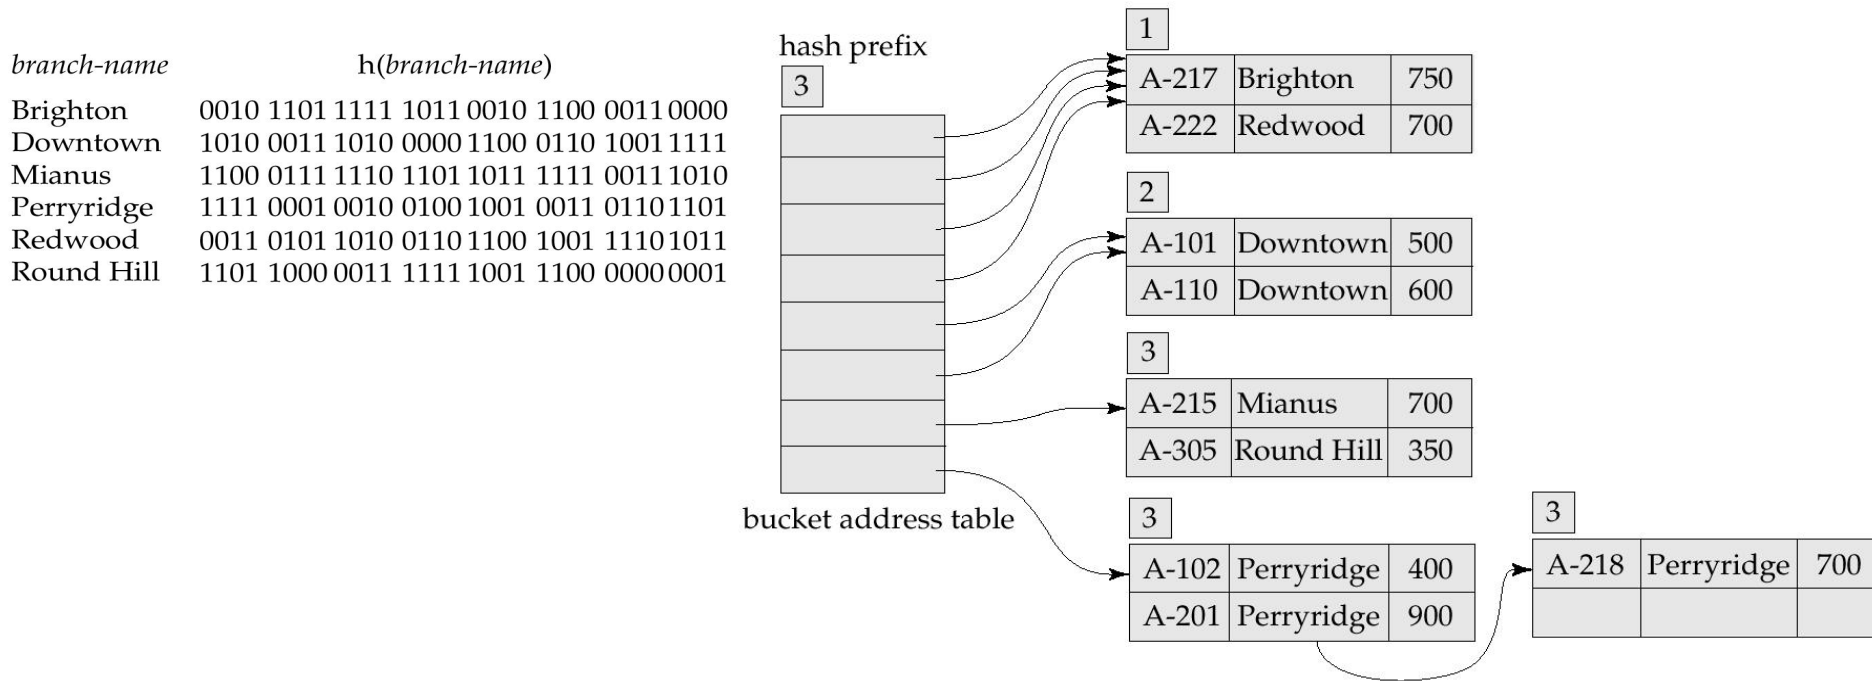 branch-name h(branch-name)
Brighton 0010 1101 1111 1011 0010 1100 0011 0000
Downtown 1010 0011 1010 0000 1100 0110 1001 1111
Mianus 1100 0111 1110 1101 1011 1111 0011 1010
Perryridge 1111 0001 0010 0100 1001 0011 0110 1101
Redwood 0011 0101 1010 0110 1100 1001 1110 1011
Round Hill 1101 1000 0011 1111 1001 1100 0000 0001
hash prefix
3
bucket address table
1
A-217 Brighton 750
A-222 Redwood 700
2
A-101 Downtown 500
A-110 Downtown 600
3
A-215 Mianus 700
A-305 Round Hill 350
3
A-102 Perryridge 400
A-201 Perryridge 900
3
A-218 Perryridge 700